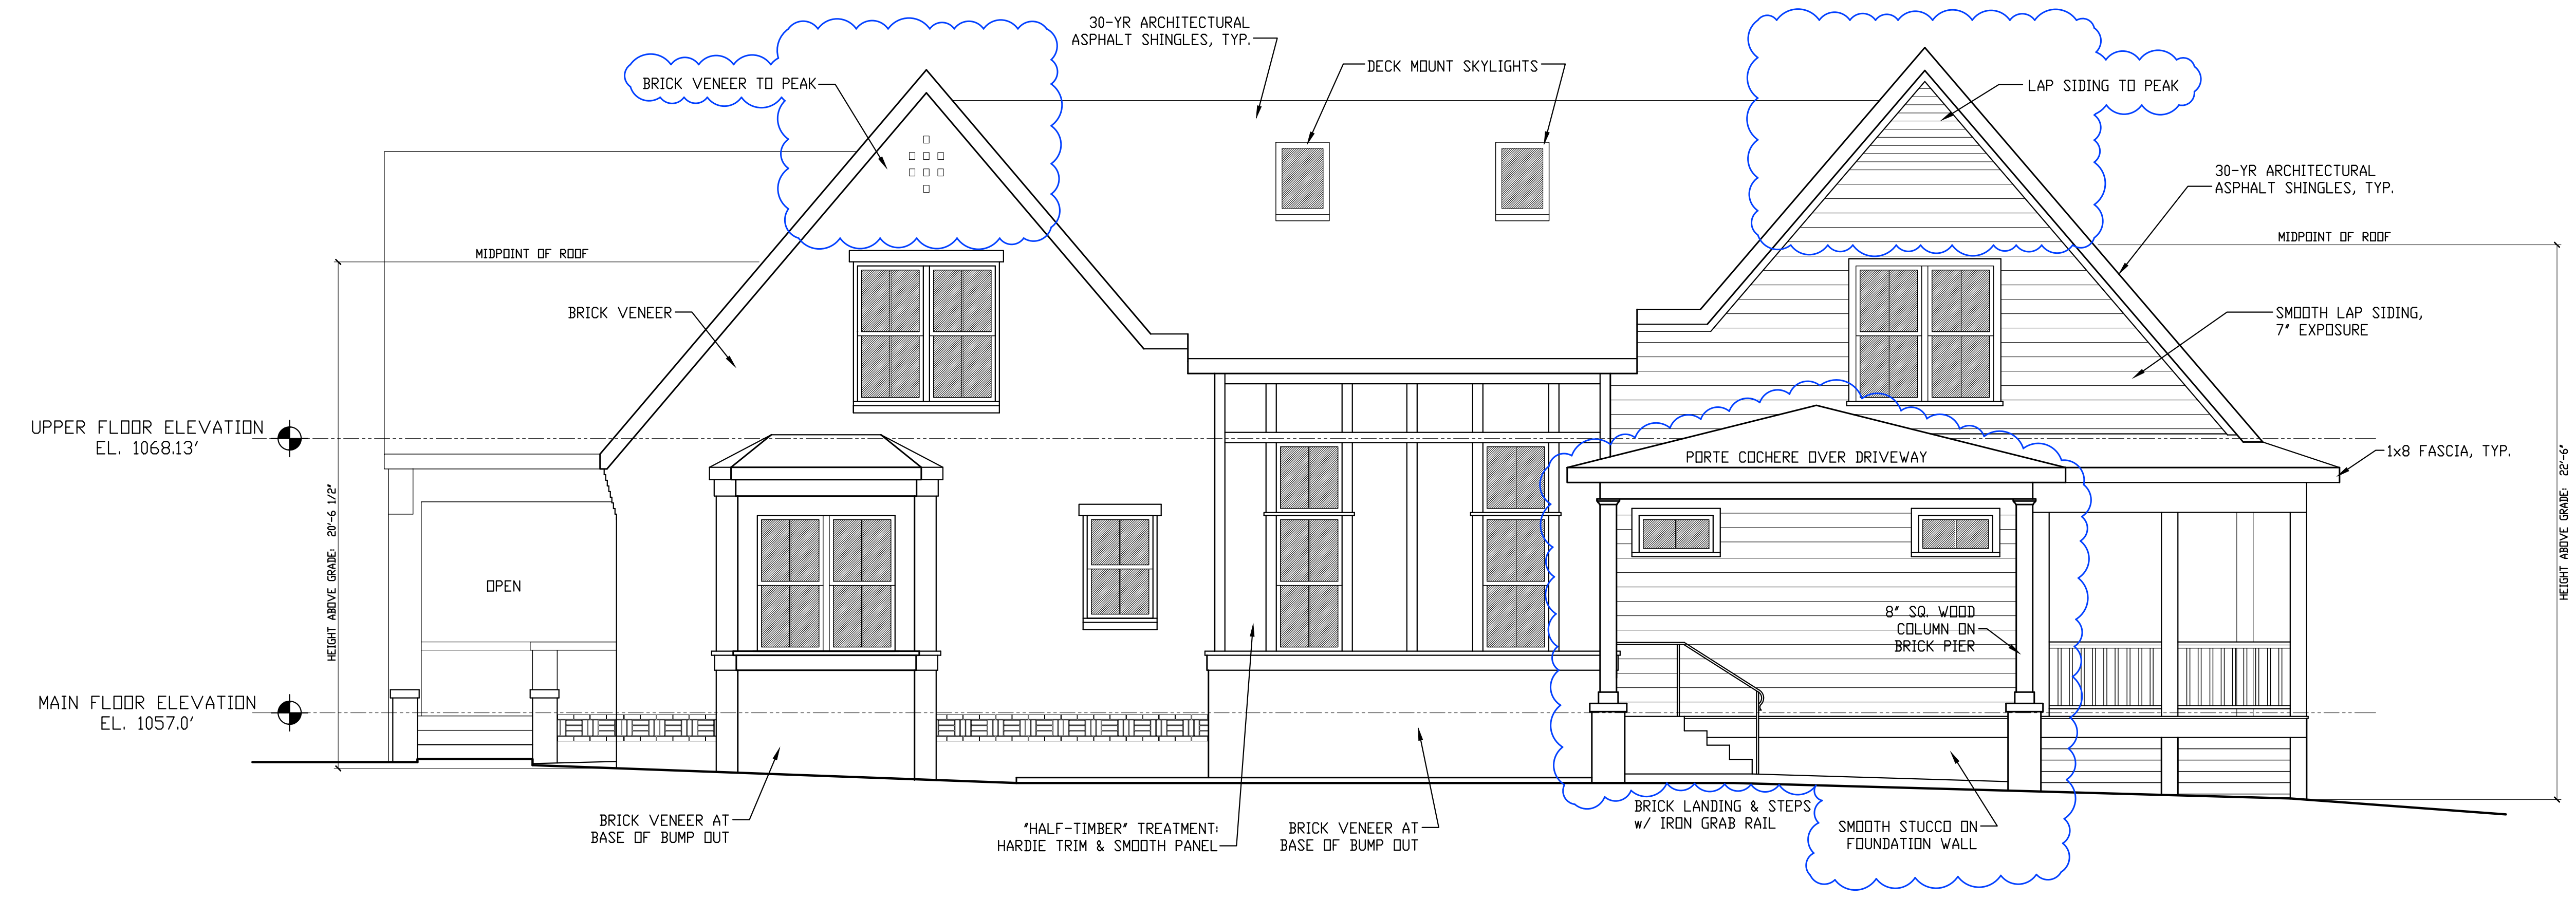 30-YR ARCHITECTURAL
ASPHALT SHINGLES, TYP.
DECK MOUNT SKYLIGHTS
BRICK VENEER TO PEAK
LAP SIDING TO PEAK
30-YR ARCHITECTURAL
ASPHALT SHINGLES, TYP.
MIDPOINT OF ROOF
MIDPOINT OF ROOF
BRICK VENEER
SMOOTH LAP SIDING,
7" EXPOSURE
UPPER FLOOR ELEVATION
EL. 1068.13'
PORTE COCHERE OVER DRIVEWAY
1x8 FASCIA, TYP.
HEIGHT ABOVE GRADE: 20'-6 1/2"
HEIGHT ABOVE GRADE: 22'-6"
OPEN
8" SQ. WOOD
COLUMN ON
BRICK PIER
MAIN FLOOR ELEVATION
EL. 1057.0'
BRICK VENEER AT
BASE OF BUMP OUT
"HALF-TIMBER" TREATMENT:
HARDIE TRIM & SMOOTH PANEL
BRICK VENEER AT
BASE OF BUMP OUT
BRICK LANDING & STEPS
w/ IRON GRAB RAIL
SMOOTH STUCCO ON
FOUNDATION WALL